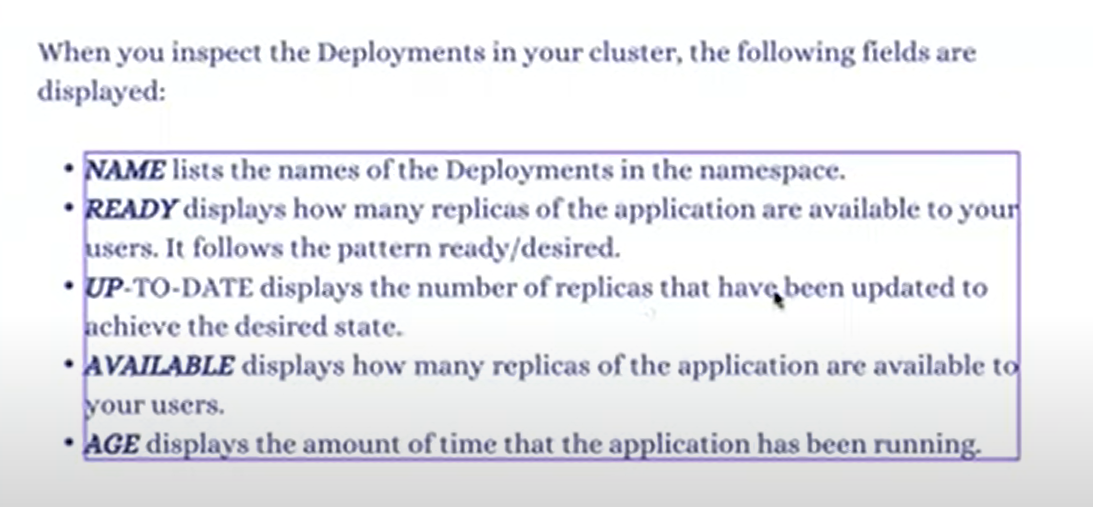 When you inspect the Deployments in your cluster, the following fields are
displayed:
• NAME lists the names of the Deployments in the namespace.
• READY displays how many replicas of the application are available to your
users. It follows the pattern ready/desired.
• UP-TO-DATE displays the number of replicas that have been updated to
achieve the desired state.
• AVAILABLE displays how many replicas of the application are available to
your users.
• AGE displays the amount of time that the application has been running.